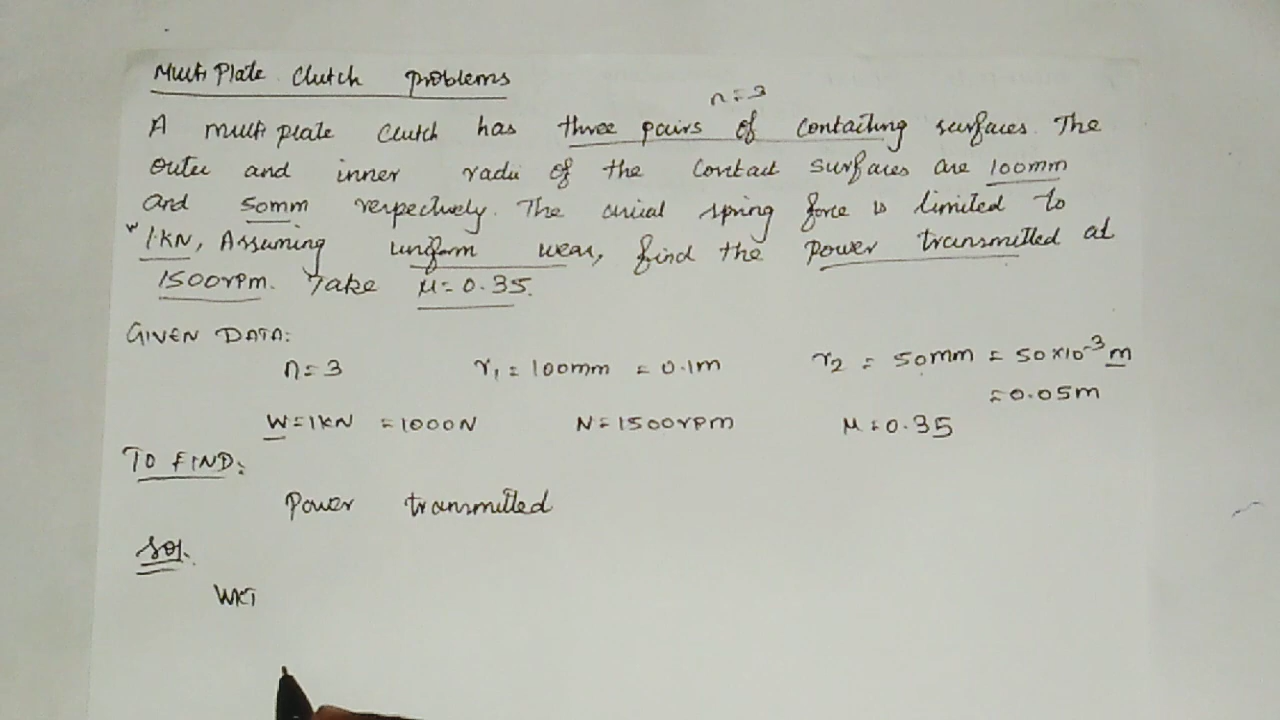 Multi Plate Clutch problems
n=3
A multi plate clutch has three pairs of contacting surfaces. The
outer and inner radii of the contact surfaces are 100mm
and 50mm respectively. The axial spring force is limited to
W 1KN, Assuming uniform wear, find the power transmitted at
1500rpm. Take μ=0.35.
GIVEN DATA:
n=3 r1=100mm = 0.1m r2 = 50mm = 50×10⁻³ m
=0.05m
W=1KN =1000N N=1500rpm μ=0.35
TO FIND:
Power transmitted
Sol.
WKT